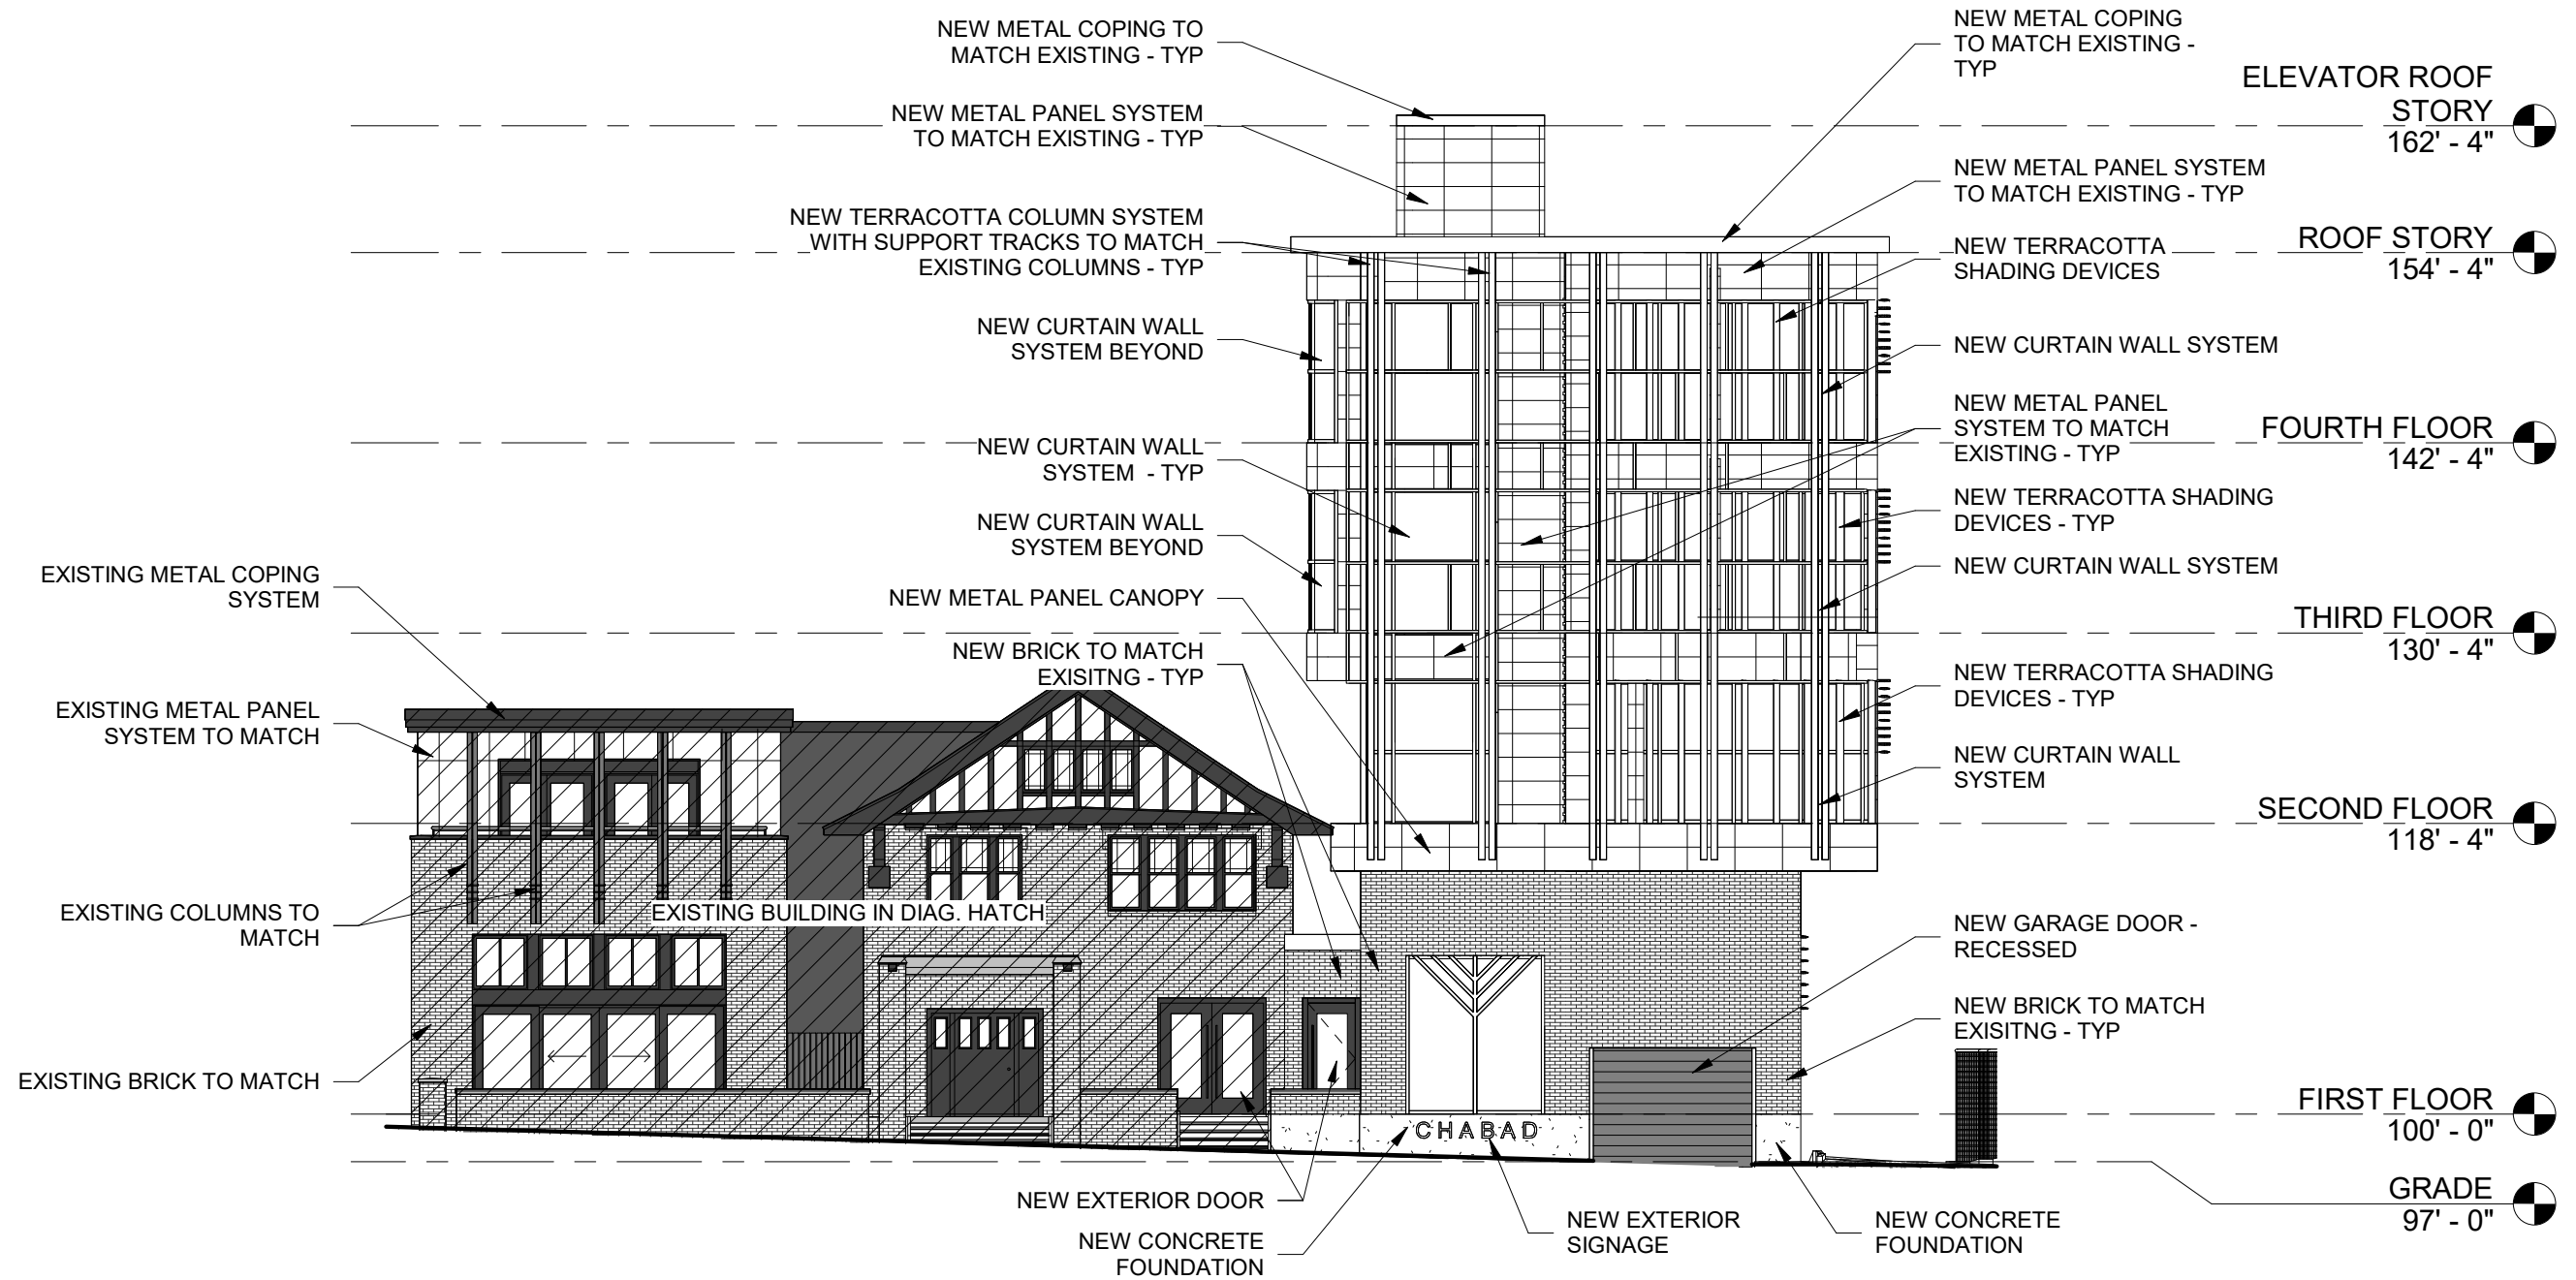 NEW METAL COPING TO
MATCH EXISTING - TYP
NEW METAL PANEL SYSTEM
TO MATCH EXISTING - TYP
NEW TERRACOTTA COLUMN SYSTEM
WITH SUPPORT TRACKS TO MATCH
EXISTING COLUMNS - TYP
NEW CURTAIN WALL
SYSTEM BEYOND
NEW CURTAIN WALL
SYSTEM - TYP
NEW CURTAIN WALL
SYSTEM BEYOND
NEW METAL PANEL CANOPY
NEW BRICK TO MATCH
EXISITNG - TYP
EXISTING METAL COPING
SYSTEM
EXISTING METAL PANEL
SYSTEM TO MATCH
EXISTING COLUMNS TO
MATCH
EXISTING BRICK TO MATCH
EXISTING BUILDING IN DIAG. HATCH
CHABAD
NEW EXTERIOR DOOR
NEW CONCRETE
FOUNDATION
NEW EXTERIOR
SIGNAGE
NEW CONCRETE
FOUNDATION
NEW METAL COPING
TO MATCH EXISTING -
TYP
NEW METAL PANEL SYSTEM
TO MATCH EXISTING - TYP
NEW TERRACOTTA
SHADING DEVICES
NEW CURTAIN WALL SYSTEM
NEW METAL PANEL
SYSTEM TO MATCH
EXISTING - TYP
NEW TERRACOTTA SHADING
DEVICES - TYP
NEW CURTAIN WALL SYSTEM
NEW TERRACOTTA SHADING
DEVICES - TYP
NEW CURTAIN WALL
SYSTEM
NEW GARAGE DOOR -
RECESSED
NEW BRICK TO MATCH
EXISITNG - TYP
ELEVATOR ROOF
STORY
162' - 4"
ROOF STORY
154' - 4"
FOURTH FLOOR
142' - 4"
THIRD FLOOR
130' - 4"
SECOND FLOOR
118' - 4"
FIRST FLOOR
100' - 0"
GRADE
97' - 0"